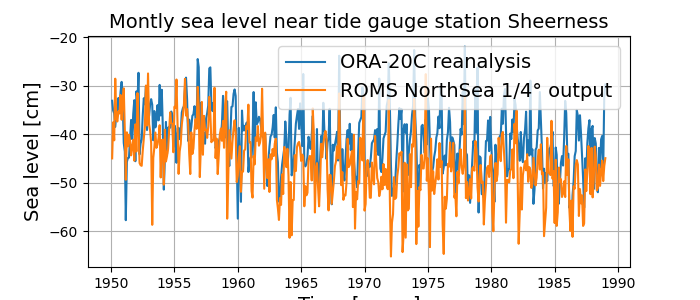 Montly sea level near tide gauge station Sheerness
Sea level [cm]
−20
−30
−40
−50
−60
ORA-20C reanalysis
ROMS NorthSea 1/4° output
1950 1955 1960 1965 1970 1975 1980 1985 1990